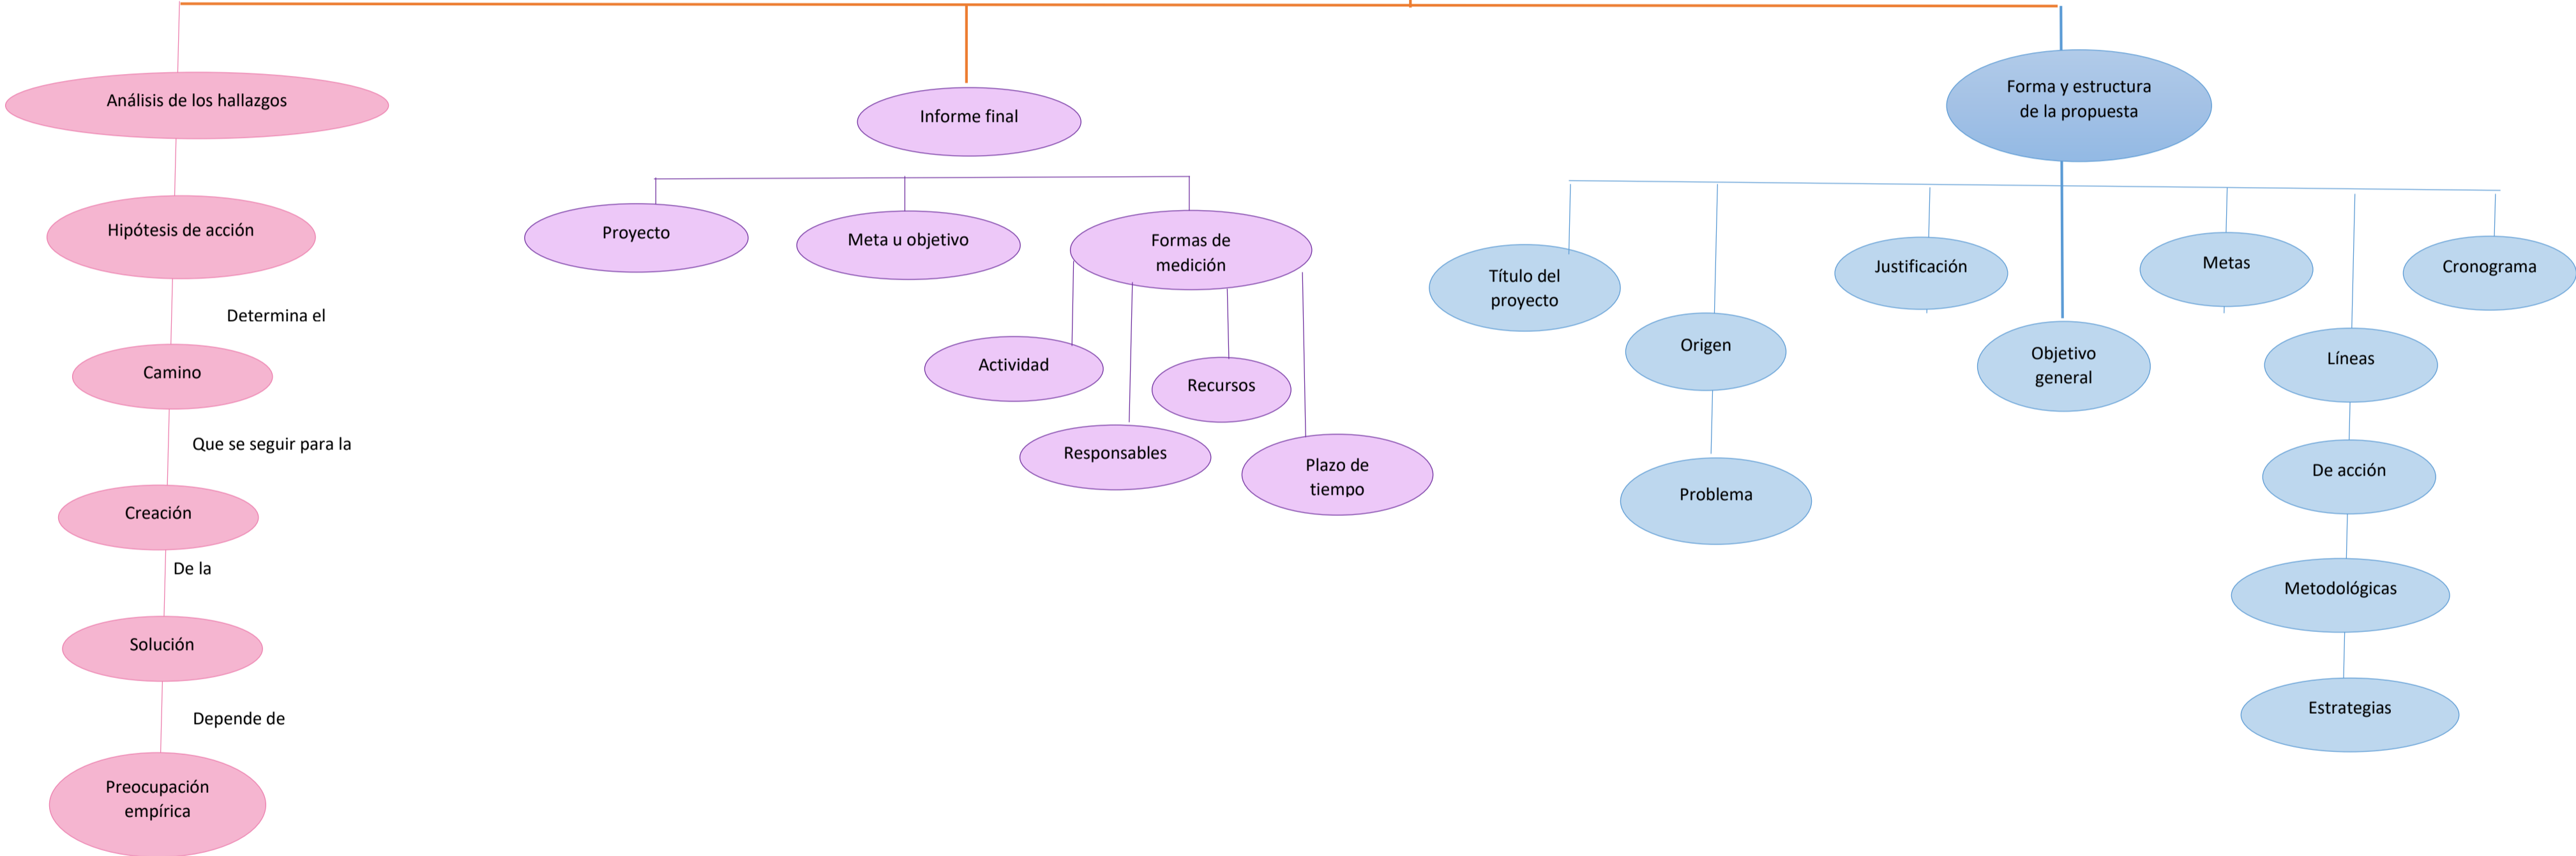 Análisis de los hallazgos
Hipótesis de acción
Determina el
Camino
Que se seguir para la
Creación
De la
Solución
Depende de
Preocupación
empírica
Informe final
Proyecto
Meta u objetivo
Formas de
medición
Actividad
Recursos
Responsables
Plazo de
tiempo
Forma y estructura
de la propuesta
Título del
proyecto
Origen
Problema
Justificación
Objetivo
general
Metas
Líneas
De acción
Metodológicas
Estrategias
Cronograma